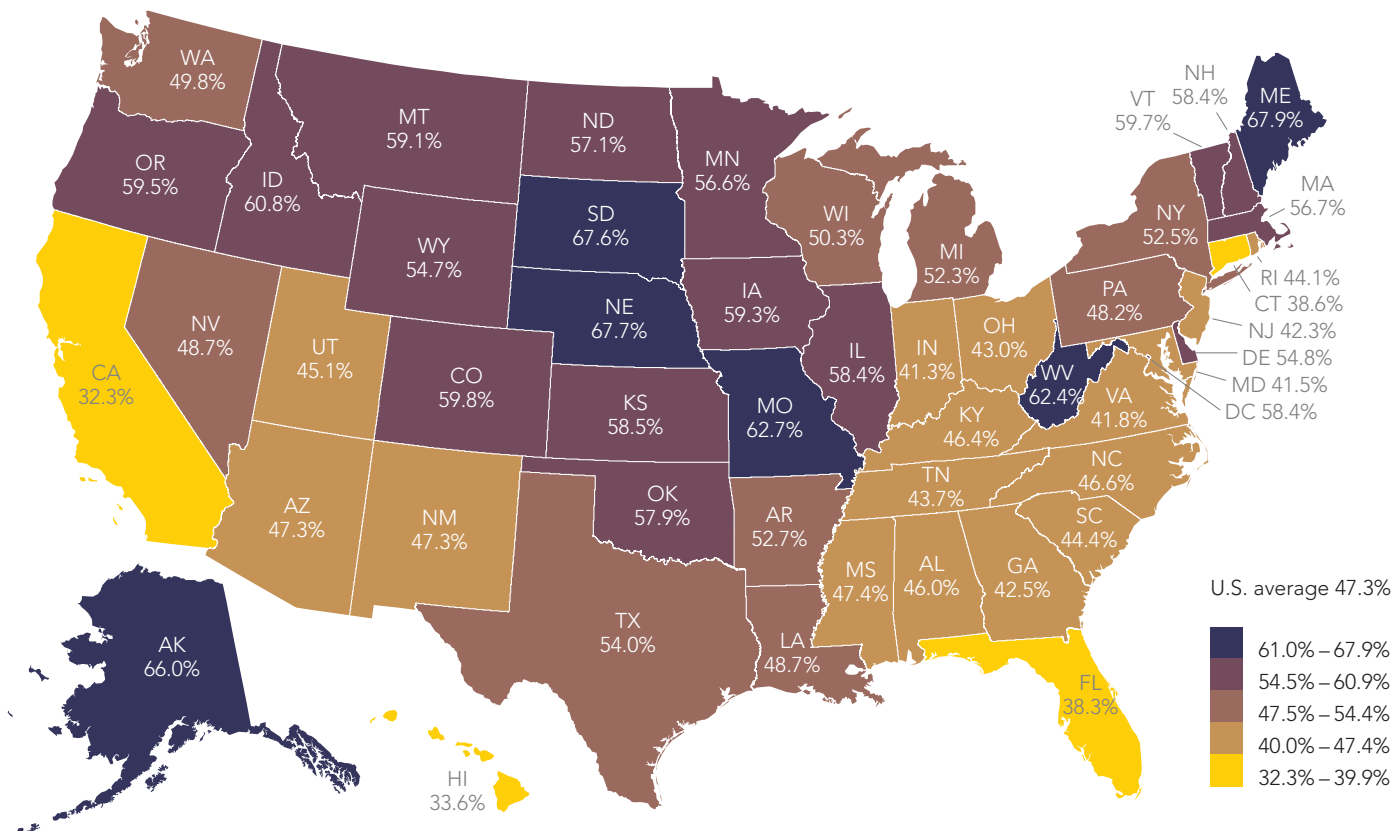 WA
49.8%
MT
59.1%
ND
57.1%
MN
56.6%
OR
59.5%
ID
60.8%
WY
54.7%
SD
67.6%
WI
50.3%
MI
52.3%
NY
52.5%
VT
59.7%
NH
58.4%
ME
67.9%
MA
56.7%
RI 44.1%
CT 38.6%
NJ 42.3%
DE 54.8%
MD 41.5%
DC 58.4%
CA
32.3%
NV
48.7%
UT
45.1%
CO
59.8%
NE
67.7%
IA
59.3%
IL
58.4%
IN
41.3%
OH
43.0%
PA
48.2%
WV
62.4%
VA
41.8%
KS
58.5%
MO
62.7%
KY
46.4%
NC
46.6%
TN
43.7%
SC
44.4%
AZ
47.3%
NM
47.3%
OK
57.9%
AR
52.7%
MS
47.4%
AL
46.0%
GA
42.5%
TX
54.0%
LA
48.7%
FL
38.3%
AK
66.0%
HI
33.6%
U.S. average 47.3%
61.0% – 67.9%
54.5% – 60.9%
47.5% – 54.4%
40.0% – 47.4%
32.3% – 39.9%